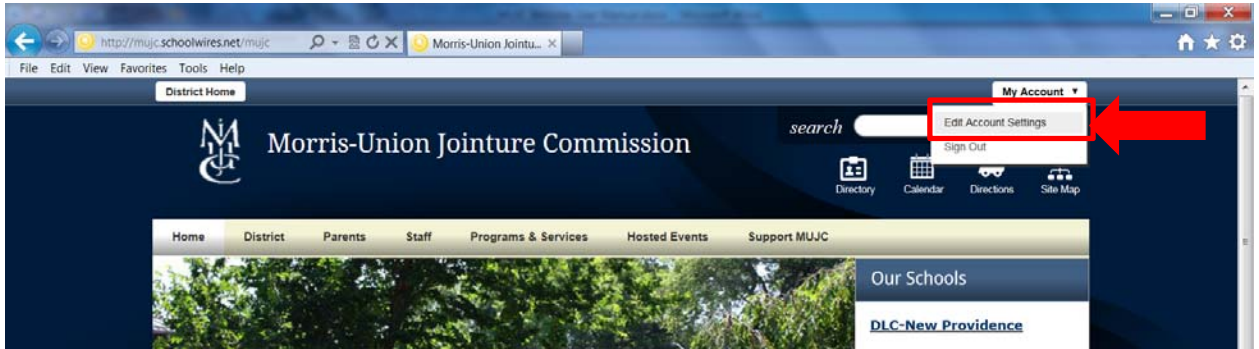 http://mujc.schoolwires.net/mujc
Morris-Union Jointu...
File Edit View Favorites Tools Help
District Home
My Account
Edit Account Settings
Sign Out
search
MUJC
Morris-Union Jointure Commission
Directory Calendar Directions Site Map
Home District Parents Staff Programs & Services Hosted Events Support MUJC
Our Schools
DLC-New Providence